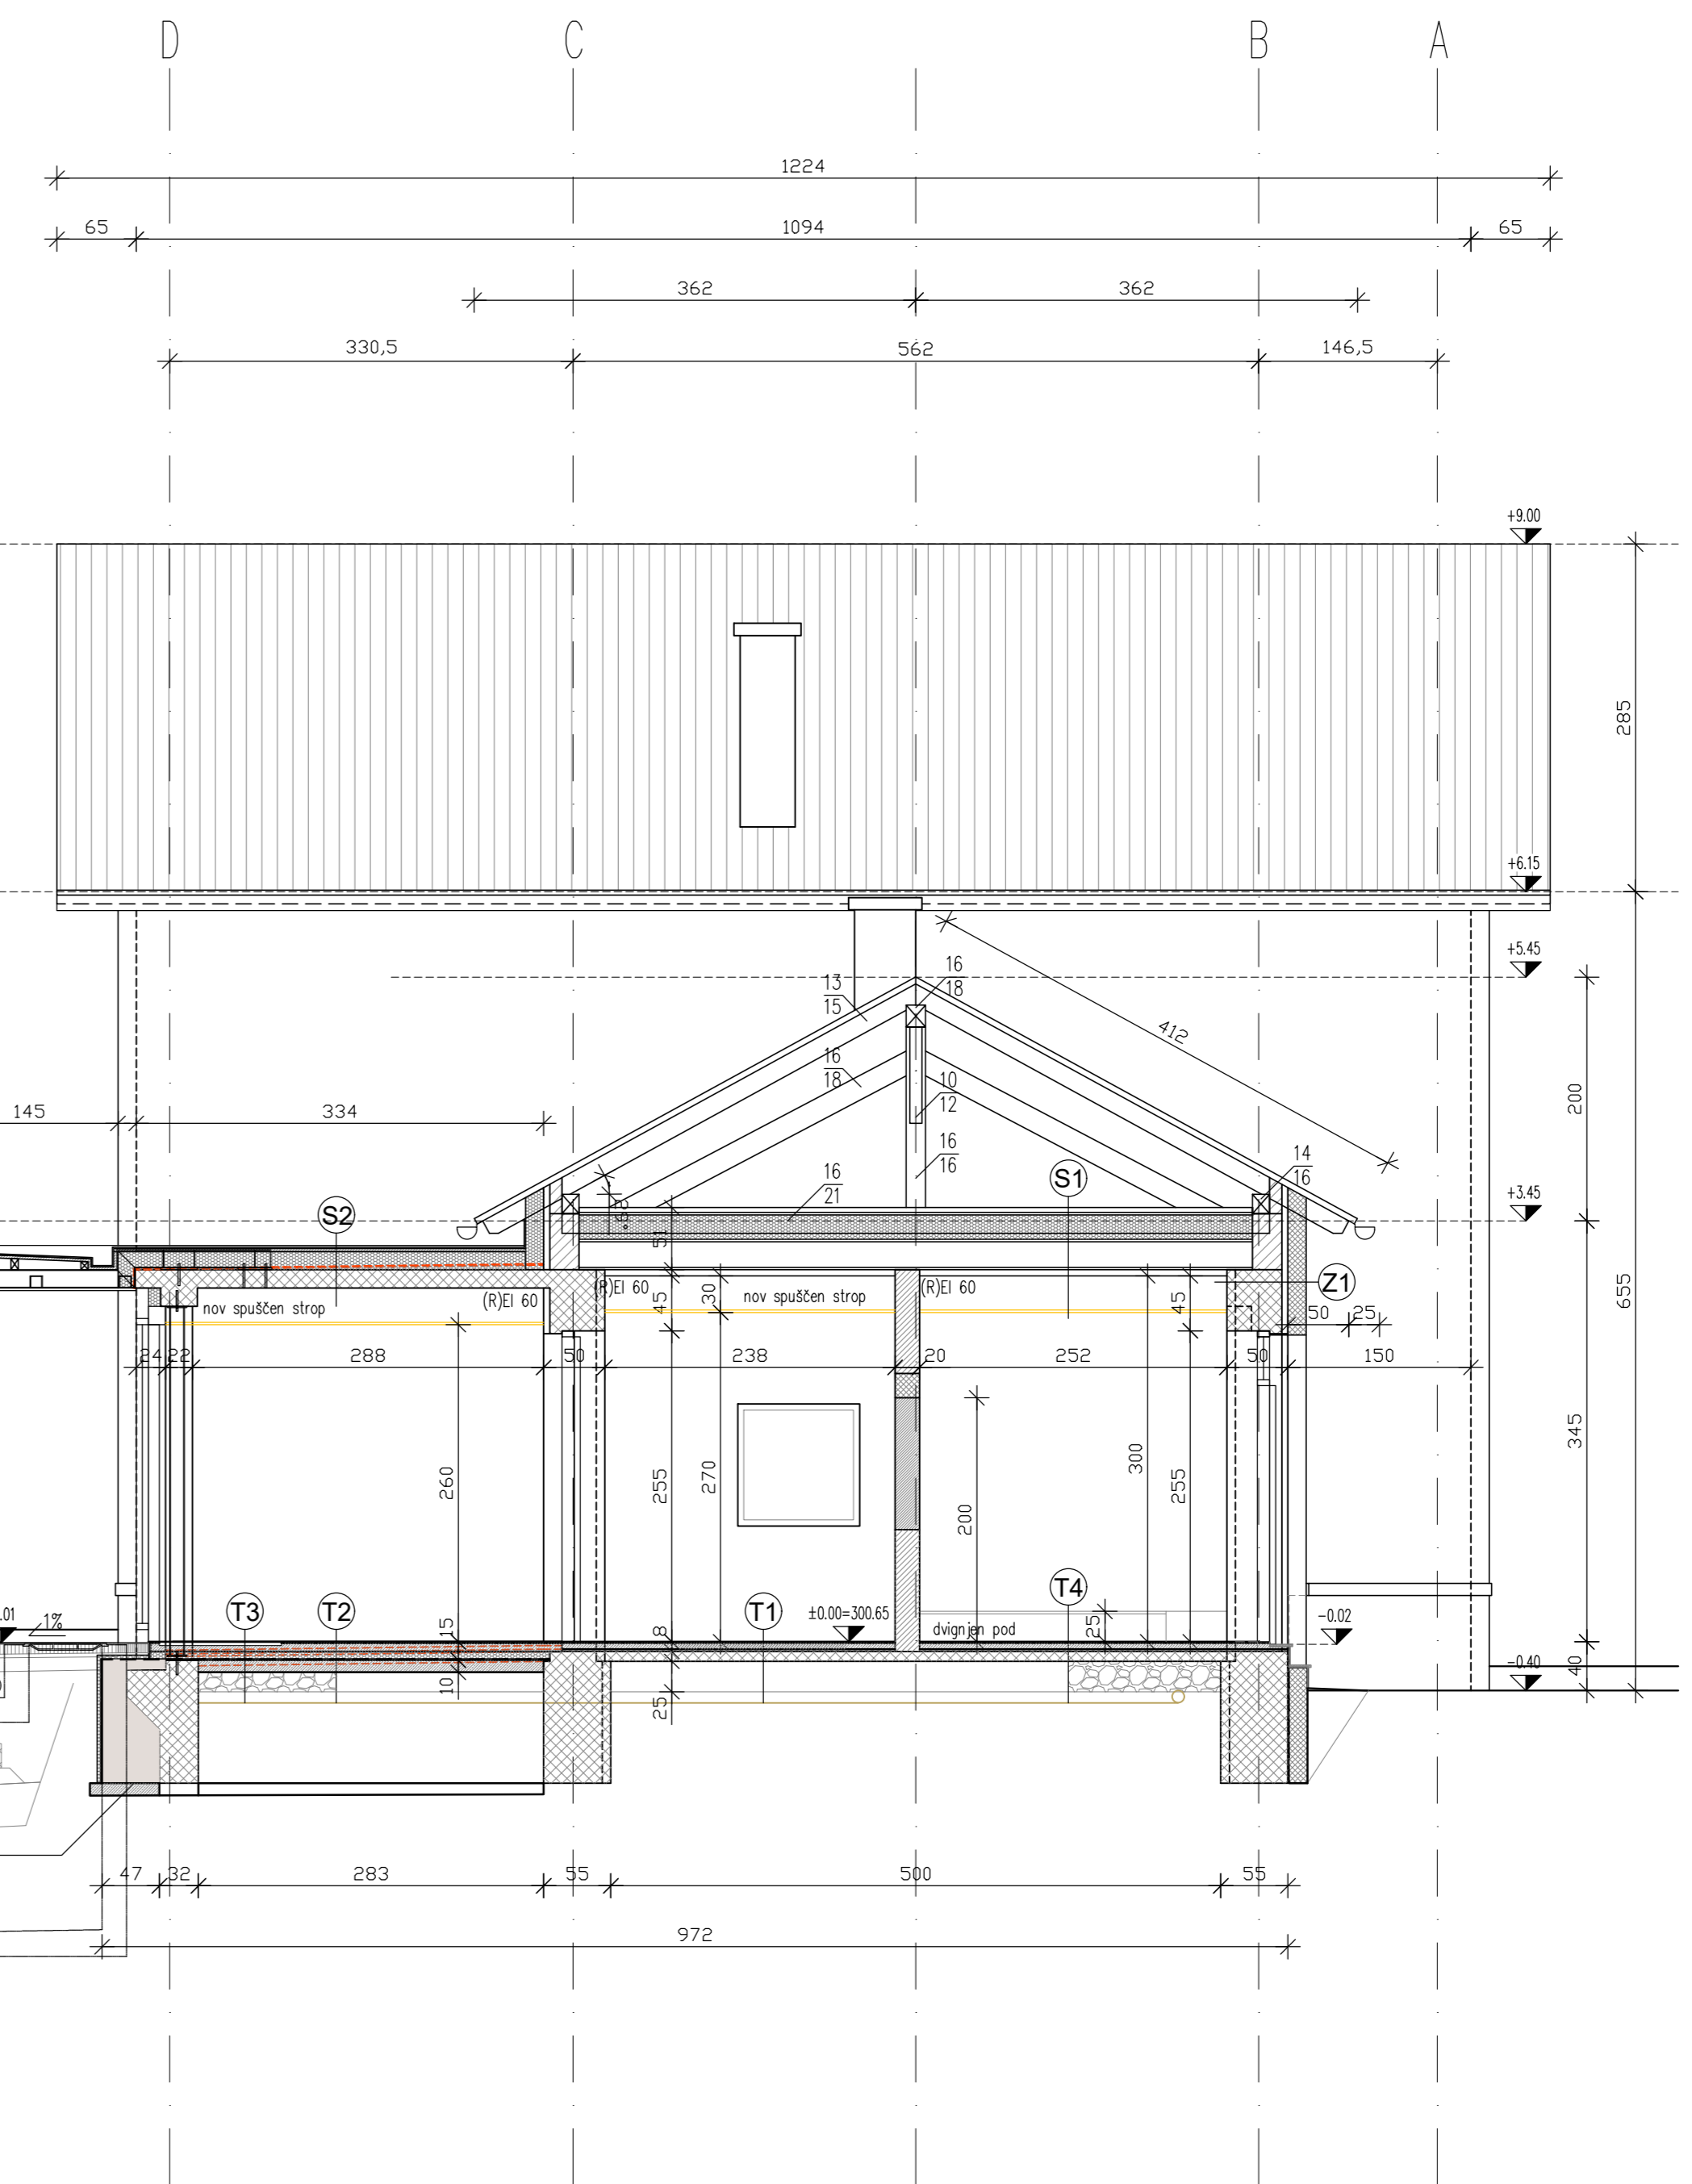 D C B A
1224
65 1094 65
362 362
330,5 562 146,5
+9.00
285
+6.15
+5.45
16
18
13
15
412
16
18
10
12
200
145 334
16
16
14
16
16
21
S1
S2
+3.45
51
Z1
(R)EI 60 (R)EI 60 (R)EI 60
nov spuščen strop nov spuščen strop
45 30 45
50 25
655
24 22 288 50 238 20 252 50 150
345
260 255 270 300 255
200
T3 T2 T1 T4
.01 1% ±0.00=300.65 -0.02
15 8 25
dvignjen pod
-0.40
40
10 25
47 32 283 55 500 55
972